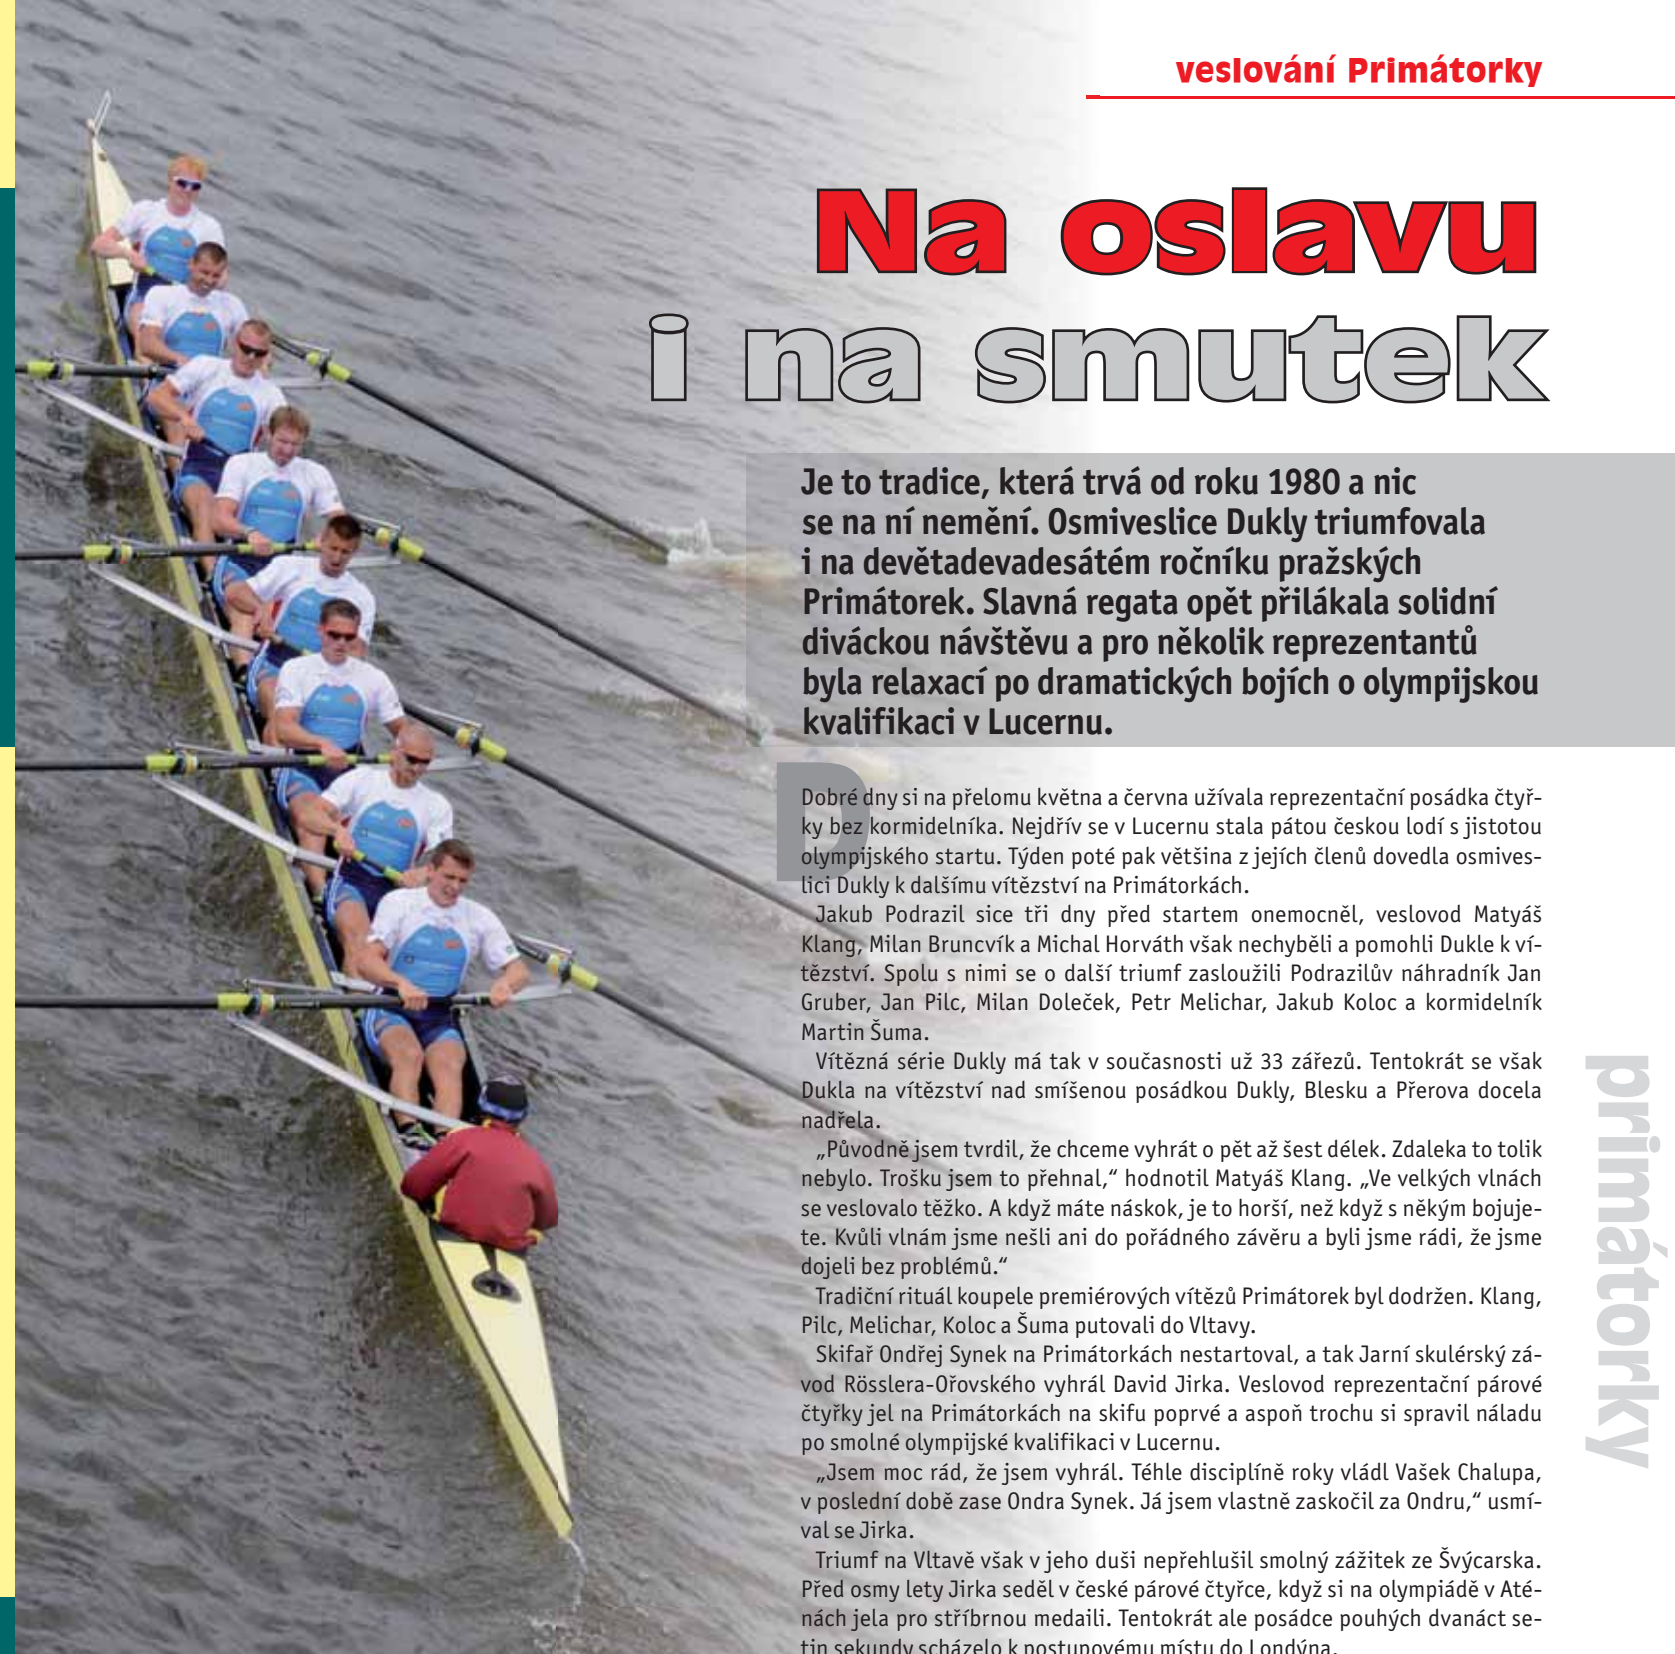 veslování Primátorky
Na oslavu
i na smutek
Je to tradice, která trvá od roku 1980 a nic
se na ní nemění. Osmiveslice Dukly triumfovala
i na devětadevadesátém ročníku pražských
Primátorek. Slavná regata opět přilákala solidní
diváckou návštěvu a pro několik reprezentantů
byla relaxací po dramatických bojích o olympijskou
kvalifikaci v Lucernu.
D
Dobré dny si na přelomu května a června užívala reprezentační posádka čtyř-
ky bez kormidelníka. Nejdřív se v Lucernu stala pátou českou lodí s jistotou
olympijského startu. Týden poté pak většina z jejích členů dovedla osmives-
lici Dukly k dalšímu vítězství na Primátorkách.
Jakub Podrazil sice tři dny před startem onemocněl, veslovod Matyáš
Klang, Milan Bruncvík a Michal Horváth však nechyběli a pomohli Dukle k ví-
tězství. Spolu s nimi se o další triumf zasloužili Podrazilův náhradník Jan
Gruber, Jan Pilc, Milan Doleček, Petr Melichar, Jakub Koloc a kormidelník
Martin Šuma.
Vítězná série Dukly má tak v současnosti už 33 zářezů. Tentokrát se však
Dukla na vítězství nad smíšenou posádkou Dukly, Blesku a Přerova docela
nadřela.
„Původně jsem tvrdil, že chceme vyhrát o pět až šest délek. Zdaleka to tolik
nebylo. Trošku jsem to přehnal,“ hodnotil Matyáš Klang. „Ve velkých vlnách
se veslovalo těžko. A když máte náskok, je to horší, než když s někým bojuje-
te. Kvůli vlnám jsme nešli ani do pořádného závěru a byli jsme rádi, že jsme
dojeli bez problémů.“
Tradiční rituál koupele premiérových vítězů Primátorek byl dodržen. Klang,
Pilc, Melichar, Koloc a Šuma putovali do Vltavy.
Skifař Ondřej Synek na Primátorkách nestartoval, a tak Jarní skulérský zá-
vod Rösslera-Ořovského vyhrál David Jirka. Veslovod reprezentační párové
čtyřky jel na Primátorkách na skifu poprvé a aspoň trochu si spravil náladu
po smolné olympijské kvalifikaci v Lucernu.
„Jsem moc rád, že jsem vyhrál. Téhle disciplíně roky vládl Vašek Chalupa,
v poslední době zase Ondra Synek. Já jsem vlastně zaskočil za Ondru,“ usmí-
val se Jirka.
Triumf na Vltavě však v jeho duši nepřehlušil smolný zážitek ze Švýcarska.
Před osmy lety Jirka seděl v české párové čtyřce, když si na olympiádě v Até-
nách jela pro stříbrnou medaili. Tentokrát ale posádce pouhých dvanáct se-
tin sekundy scházelo k postupovému místu do Londýna.
primátorky